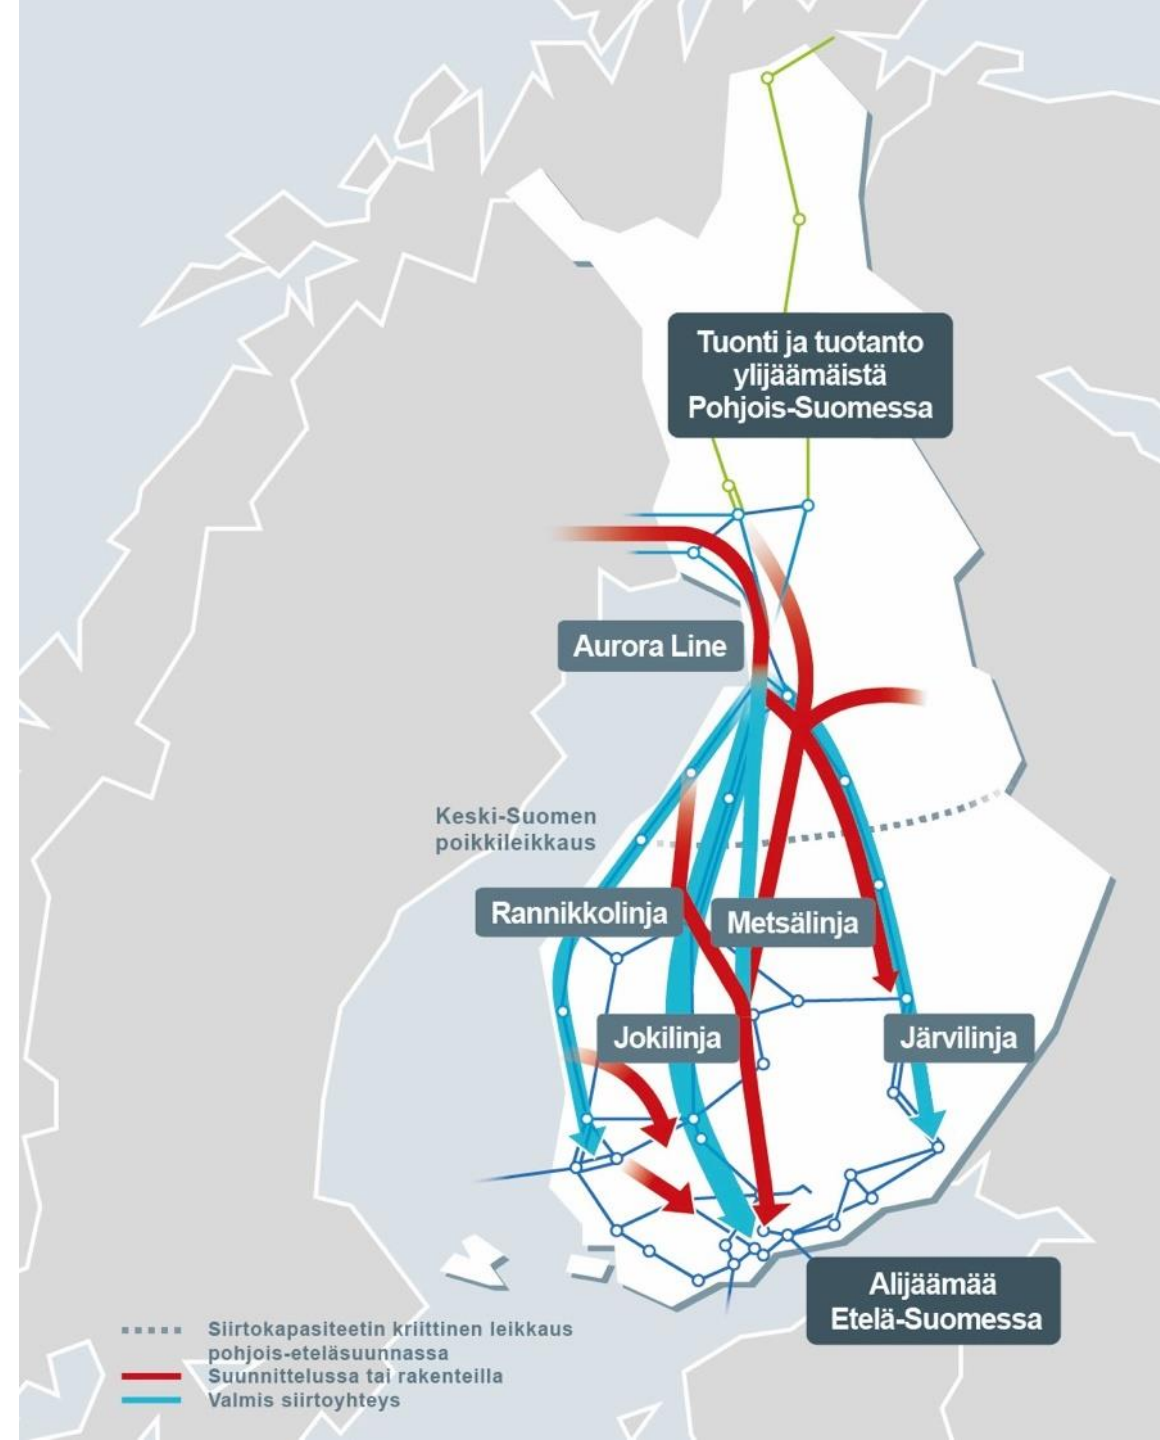 Tuonti ja tuotanto
ylijäämäistä
Pohjois-Suomessa
Aurora Line
Keski-Suomen
poikkileikkaus
Rannikkolinja
Metsälinja
Jokilinja
Järvilinja
Alijäämää
Etelä-Suomessa
Siirtokapasiteetin kriittinen leikkaus
pohjois-eteläsuunnassa
Suunnittelussa tai rakenteilla
Valmis siirtoyhteys